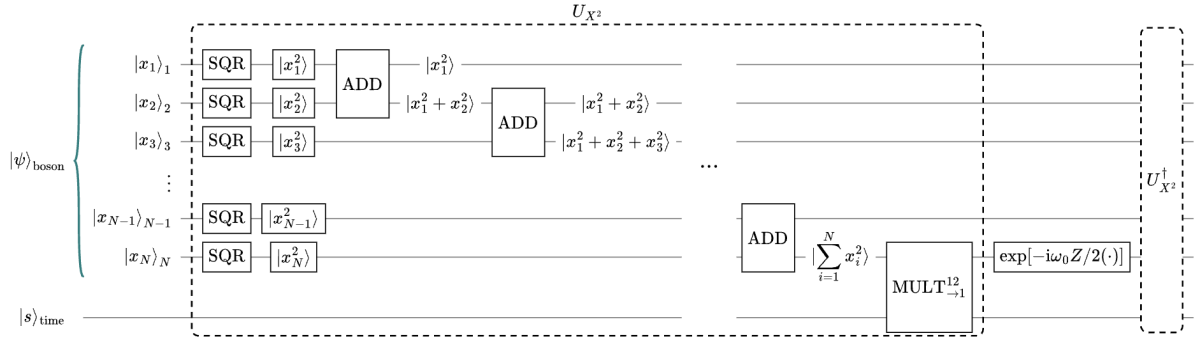 U_{X^2}
|x_1⟩_1 SQR |x_1^2⟩ ADD |x_1^2⟩
|x_2⟩_2 SQR |x_2^2⟩ |x_1^2 + x_2^2⟩ ADD |x_1^2 + x_2^2⟩
|x_3⟩_3 SQR |x_3^2⟩ |x_1^2 + x_2^2 + x_3^2⟩
|ψ⟩_boson
⋮ ... U_{X^2}^†
|x_{N−1}⟩_{N−1} SQR |x_{N−1}^2⟩ ADD
|x_N⟩_N SQR |x_N^2⟩ |∑_{i=1}^N x_i^2⟩ MULT_{→1}^{12} exp[−iω_0Z/2(·)]
|s⟩_time